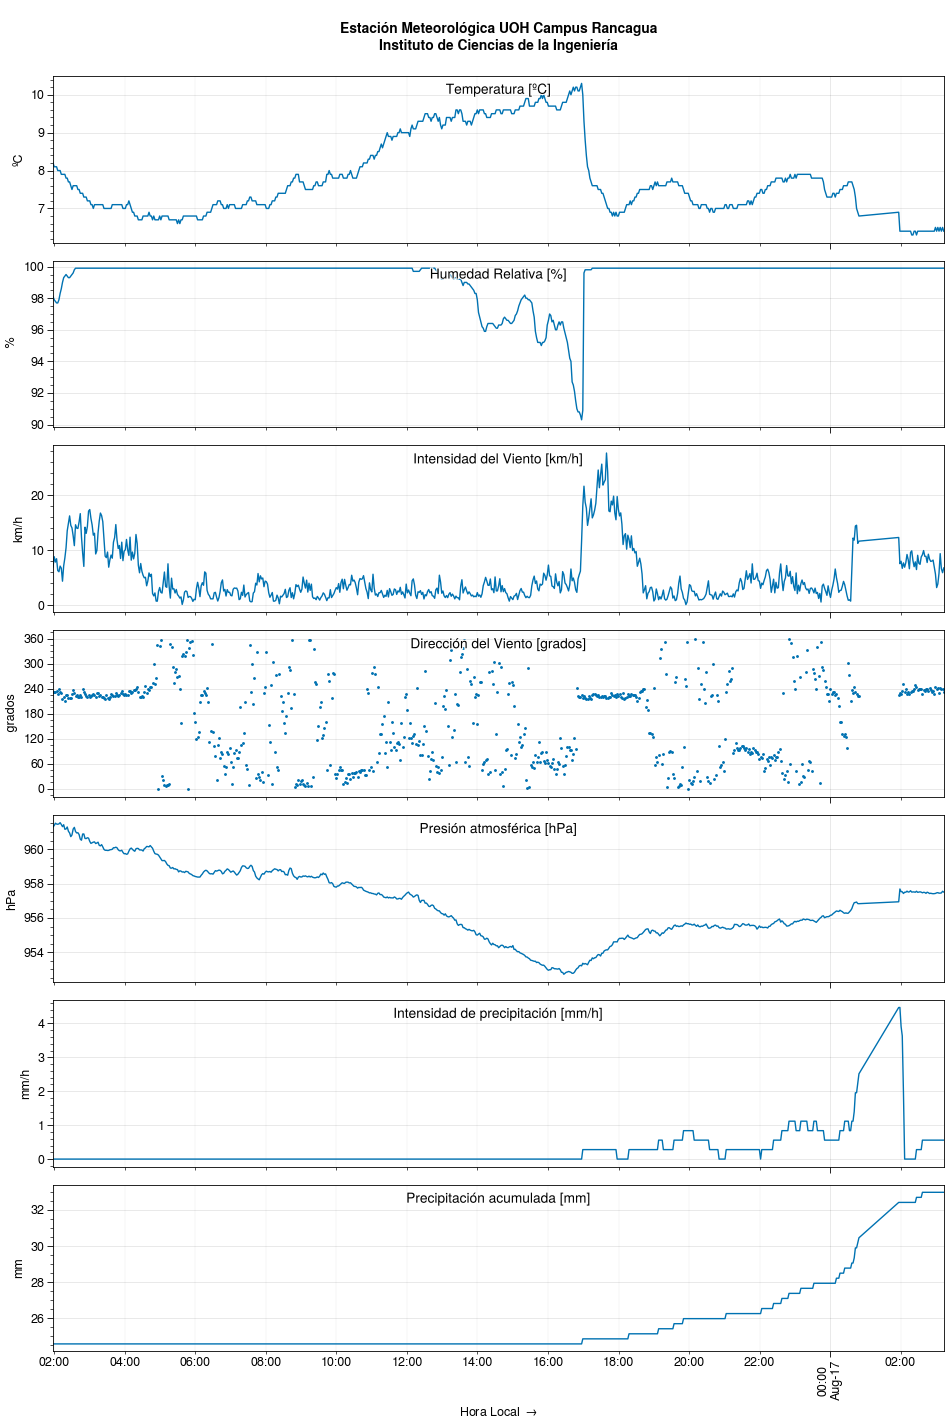 Estación Meteorológica UOH Campus Rancagua
Instituto de Ciencias de la Ingeniería
Temperatura [ºC]
10
9
8
7
ºC
Humedad Relativa [%]
100
98
96
94
92
90
%
Intensidad del Viento [km/h]
20
10
0
km/h
Dirección del Viento [grados]
360
300
240
180
120
60
0
grados
Presión atmosférica [hPa]
960
958
956
954
hPa
Intensidad de precipitación [mm/h]
4
3
2
1
0
mm/h
Precipitación acumulada [mm]
32
30
28
26
mm
02:00 04:00 06:00 08:00 10:00 12:00 14:00 16:00 18:00 20:00 22:00 00:00 02:00
Aug-17
Hora Local →